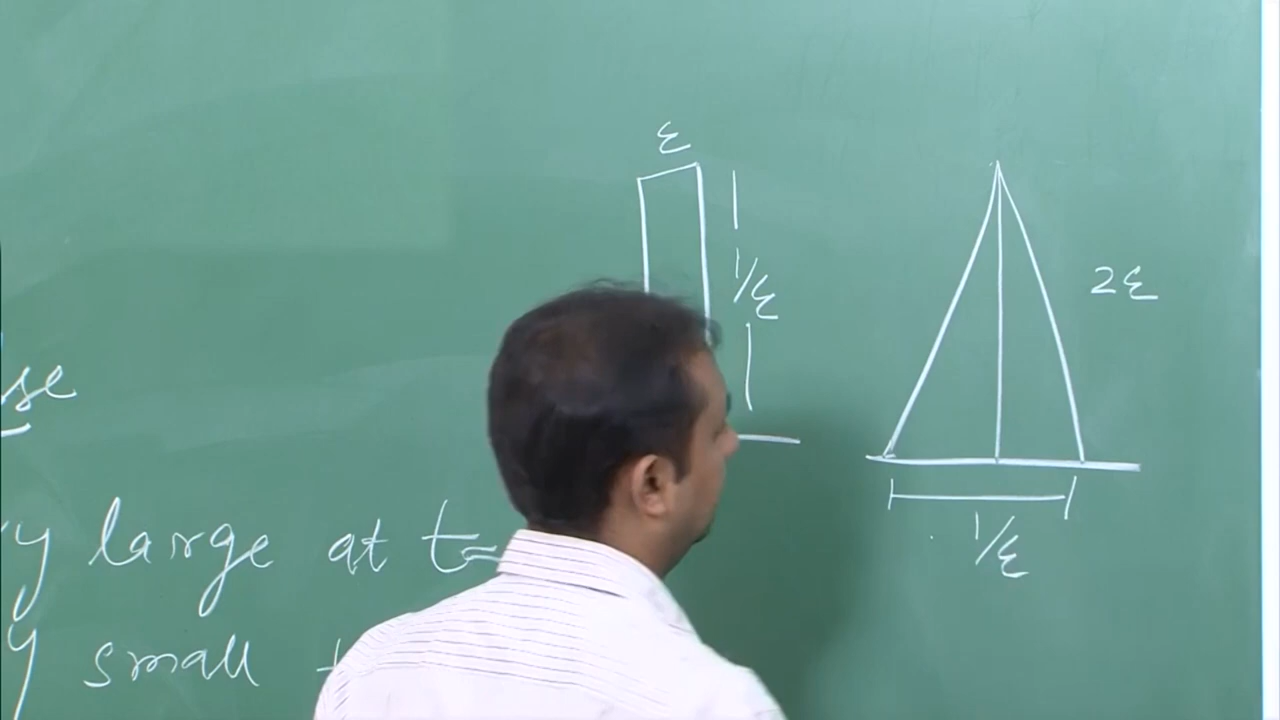 ε
1/ε
2ε
1/ε
se
y large at t=
y small